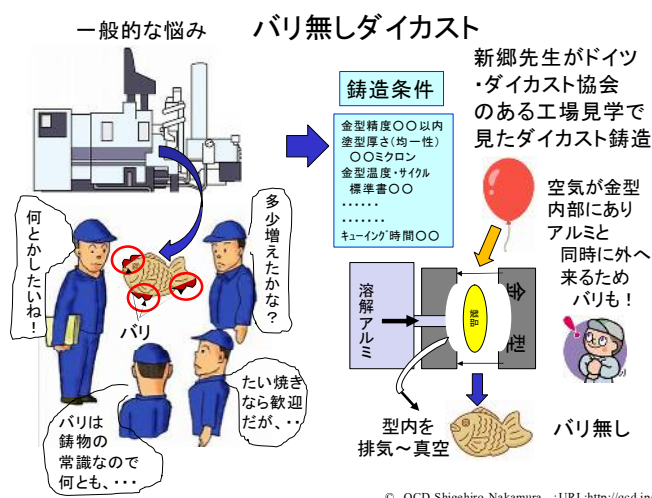 一般的な悩み
バリ無しダイカスト
新郷先生がドイツ
・ダイカスト協会
のある工場見学で
見たダイカスト鋳造
鋳造条件
金型精度〇〇以内
塗型厚さ(均一性)
〇〇ミクロン
金型温度・サイクル
標準書〇〇
‥‥‥
‥‥‥.
キューイング時間〇〇
空気が金型
内部にあり
アルミと
同時に外へ
来るため
バリも!
何とかしたいね!
多少増えたかな?
バリ
溶解アルミ
製品
金型
バリは
鋳物の
常識なので
何とも、・・・
たい焼き
なら歓迎
だが、・・
型内を
排気~真空
バリ無し
© QCD Shigehiro Nakamura :URL:http://qcd.jp